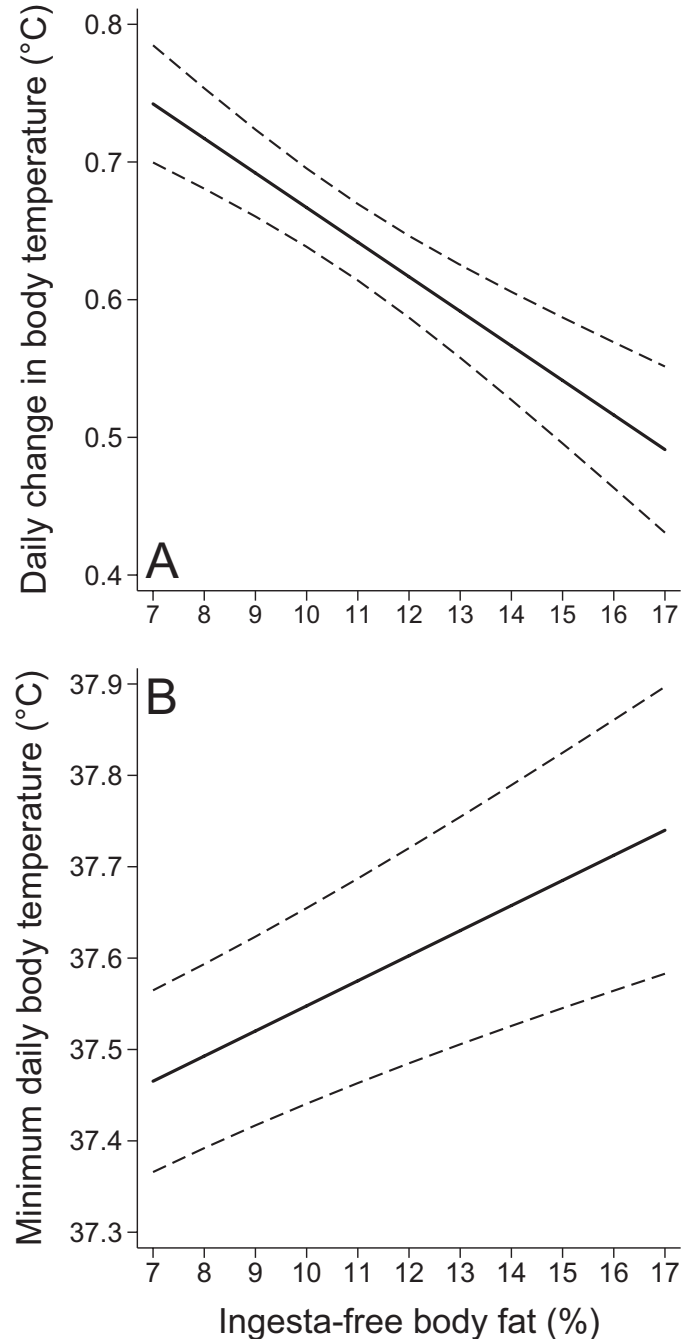 Daily change in body temperature (°C)
0.8
0.7
0.6
0.5
0.4
A
7 8 9 10 11 12 13 14 15 16 17
Minimum daily body temperature (°C)
B
37.9
37.8
37.7
37.6
37.5
37.4
37.3
7 8 9 10 11 12 13 14 15 16 17
Ingesta-free body fat (%)